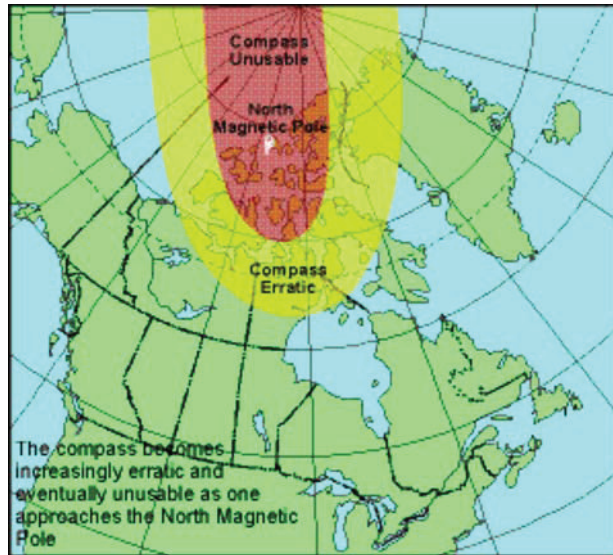 Compass
Unusable
North
Magnetic Pole
Compass
Erratic
The compass becomes
increasingly erratic and
eventually unusable as one
approaches the North Magnetic
Pole